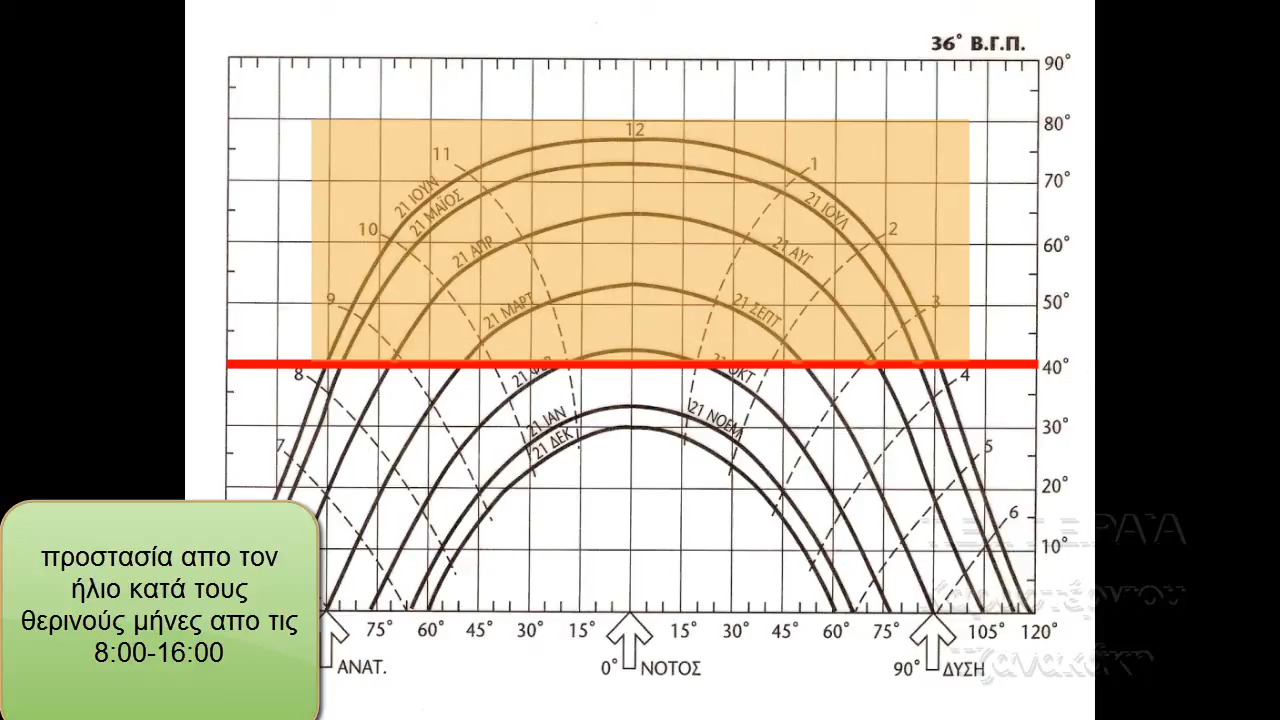 36° Β.Γ.Π.
90°
80°
70°
60°
50°
40°
30°
20°
10°
12
11
1
10
2
9
3
8
4
7
5
6
21 ΙΟΥΝ
21 ΜΑΪΟΣ
21 ΙΟΥΛ
21 ΑΠΡ
21 ΑΥΓ
21 ΜΑΡΤ
21 ΣΕΠΤ
21 ΙΑΝ
21 ΝΟΕΜ
21 ΔΕΚ
προστασία απο τον
ήλιο κατά τους
θερινούς μήνες απο τις
8:00-16:00
75° 60° 45° 30° 15° 15° 30° 45° 60° 75° 105° 120°
ΑΝΑΤ. 0° ΝΟΤΟΣ 90° ΔΥΣΗ